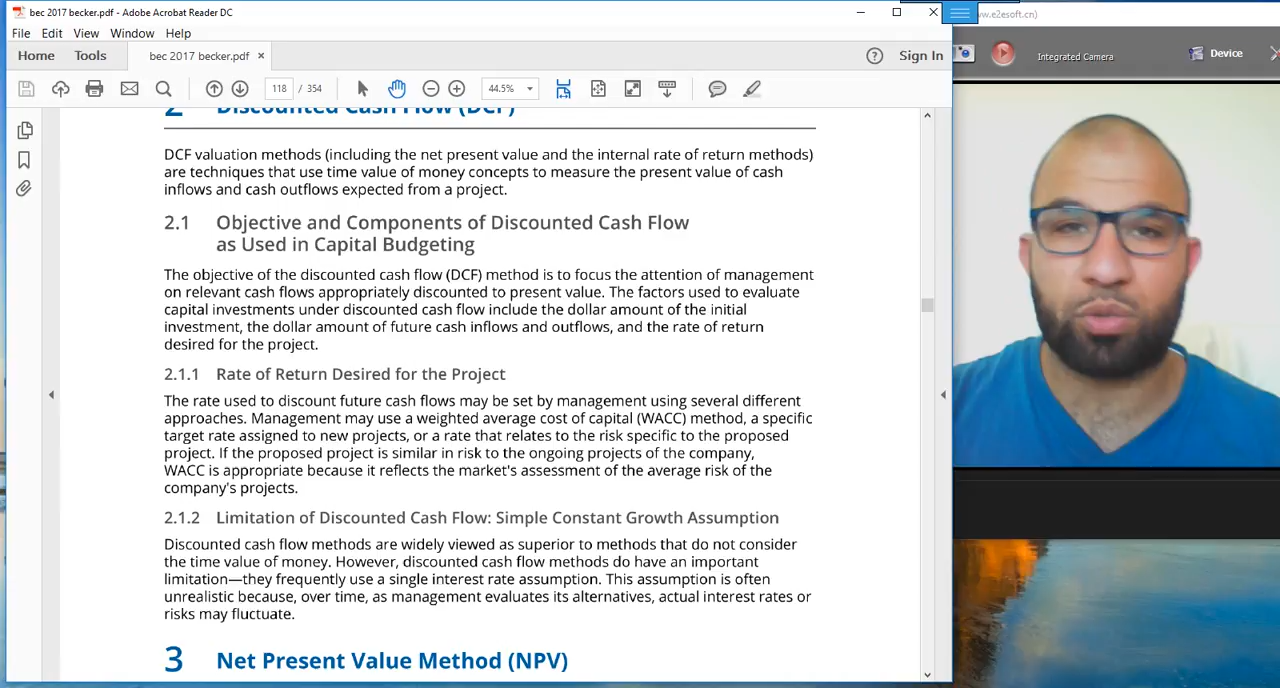 bec 2017 becker.pdf - Adobe Acrobat Reader DC
ww.e2esoft.cn)
File Edit View Window Help
Home Tools bec 2017 becker.pdf × Sign In
Integrated Camera Device
118 / 354 44.5%
2 Discounted Cash Flow (DCF)
DCF valuation methods (including the net present value and the internal rate of return methods)
are techniques that use time value of money concepts to measure the present value of cash
inflows and cash outflows expected from a project.
2.1 Objective and Components of Discounted Cash Flow
as Used in Capital Budgeting
The objective of the discounted cash flow (DCF) method is to focus the attention of management
on relevant cash flows appropriately discounted to present value. The factors used to evaluate
capital investments under discounted cash flow include the dollar amount of the initial
investment, the dollar amount of future cash inflows and outflows, and the rate of return
desired for the project.
2.1.1 Rate of Return Desired for the Project
The rate used to discount future cash flows may be set by management using several different
approaches. Management may use a weighted average cost of capital (WACC) method, a specific
target rate assigned to new projects, or a rate that relates to the risk specific to the proposed
project. If the proposed project is similar in risk to the ongoing projects of the company,
WACC is appropriate because it reflects the market's assessment of the average risk of the
company's projects.
2.1.2 Limitation of Discounted Cash Flow: Simple Constant Growth Assumption
Discounted cash flow methods are widely viewed as superior to methods that do not consider
the time value of money. However, discounted cash flow methods do have an important
limitation—they frequently use a single interest rate assumption. This assumption is often
unrealistic because, over time, as management evaluates its alternatives, actual interest rates or
risks may fluctuate.
3 Net Present Value Method (NPV)